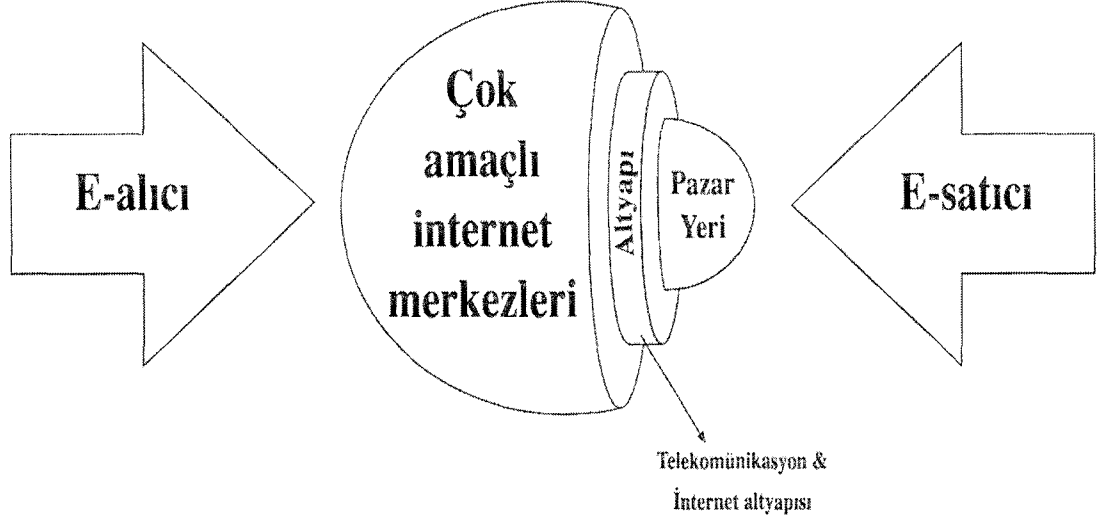 E-alıcı
Çok
amaçlı
internet
merkezleri
Altyapı
Pazar
Yeri
E-satıcı
Telekomünikasyon &
İnternet altyapısı